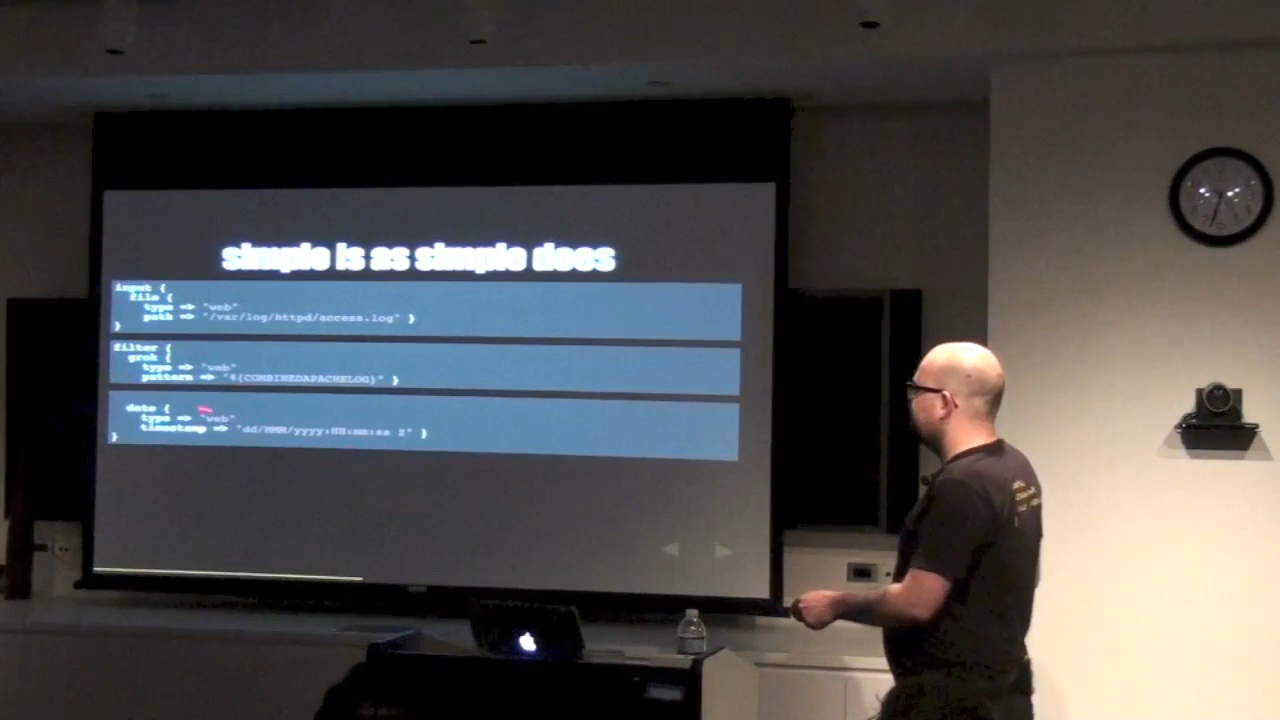 simple is as simple does
input {
file {
type => "web"
path => "/var/log/httpd/access.log" }
}
filter {
grok {
type => "web"
pattern => "%{COMBINEDAPACHELOG}" }
date {
type => "web"
timestamp => "dd/MMM/yyyy:HH:mm:ss Z" }
}